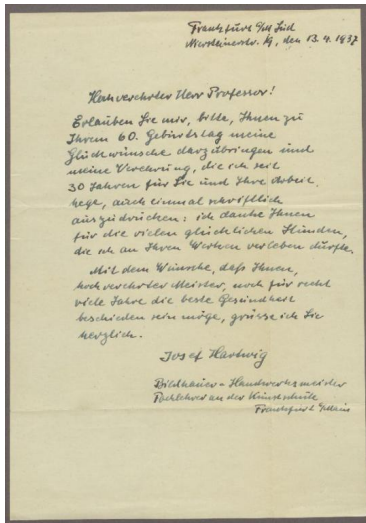 Frankfurt a/M Süd
Niersteinerstr. 19, den 13.4.1937
Hochverehrter Herr Professor!
Erlauben Sie mir, bitte, Ihnen zu
Ihrem 60. Geburtstag meine
Glückwünsche darzubringen und
meine Verehrung, die ich seit
30 Jahren für Sie und Ihre Arbeit,
hege, auch einmal schriftlich
auszudrücken: ich danke Ihnen
für die vielen glücklichen Stunden,
die ich an Ihren Werken verleben durfte.
Mit dem Wunsche, daß Ihnen,
hochverehrter Meister, noch für recht
viele Jahre die beste Gesundheit
beschieden sein möge, grüsse ich Sie
herzlich.
Josef Hartwig
Bildhauer - Handwerksmeister
Fachlehrer an der Kunstschule
Frankfurt a/Main